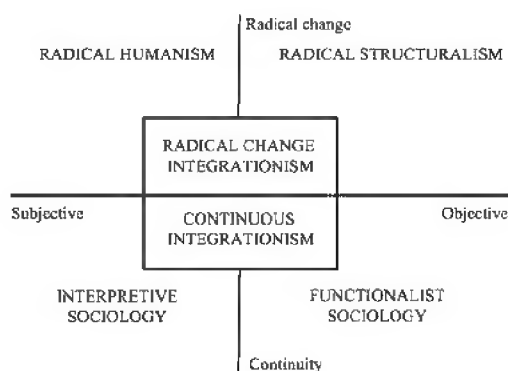 Radical change
RADICAL HUMANISM
RADICAL STRUCTURALISM
RADICAL CHANGE
INTEGRATIONISM
Subjective
CONTINUOUS
INTEGRATIONISM
Objective
INTERPRETIVE
SOCIOLOGY
FUNCTIONALIST
SOCIOLOGY
Continuity